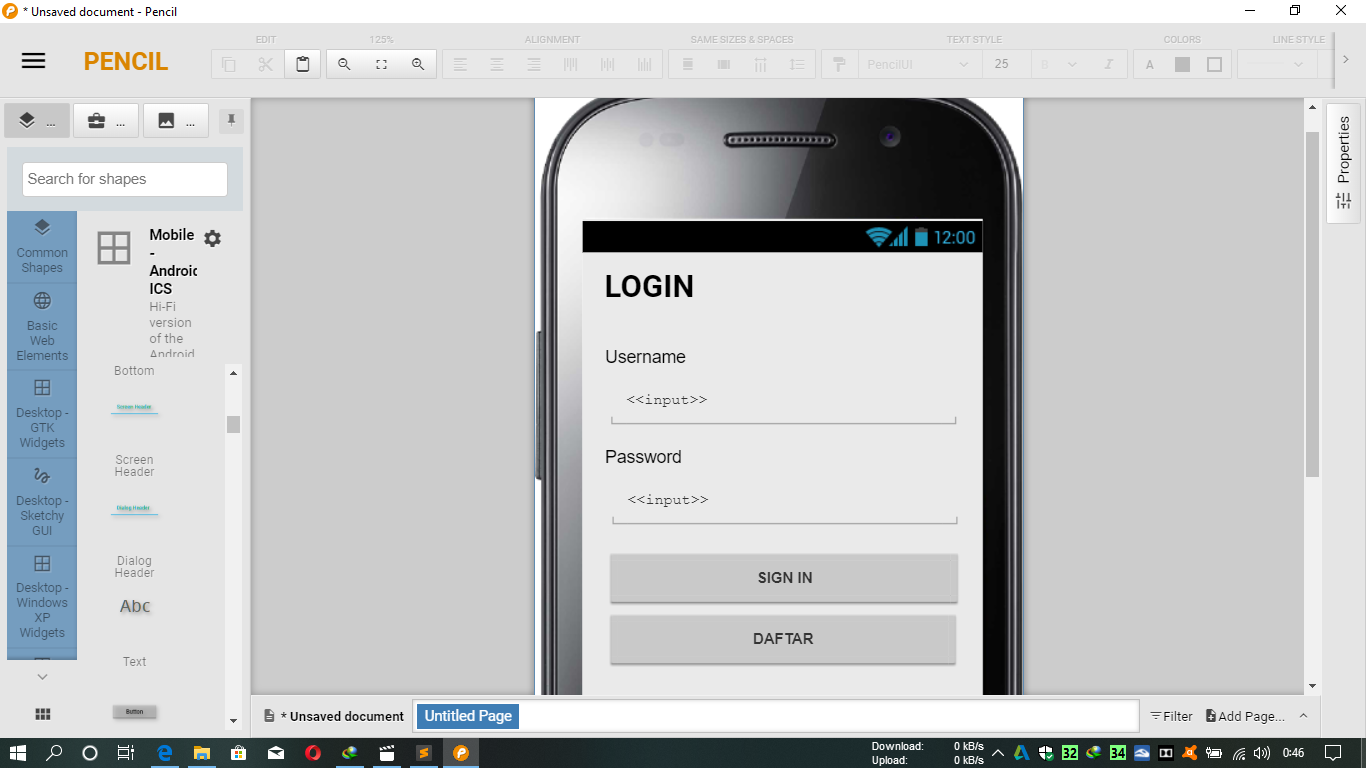 * Unsaved document - Pencil
PENCIL
EDIT
125%
ALIGNMENT
SAME SIZES & SPACES
TEXT STYLE
COLORS
LINE STYLE
PencilUI
25
B
I
A
...
...
...
Search for shapes
Common
Shapes
Basic
Web
Elements
Desktop -
GTK
Widgets
Desktop -
Sketchy
GUI
Desktop -
Windows
XP
Widgets
Mobile
-
Android
ICS
Hi-Fi
version
of the
Android
Bottom
Screen Header
Screen
Header
Dialog Header
Dialog
Header
Abc
Text
Button
12:00
LOGIN
Username
<<input>>
Password
<<input>>
SIGN IN
DAFTAR
Properties
* Unsaved document
Untitled Page
Filter
Add Page...
Download: 0 kB/s
Upload: 0 kB/s
32
34
0:46